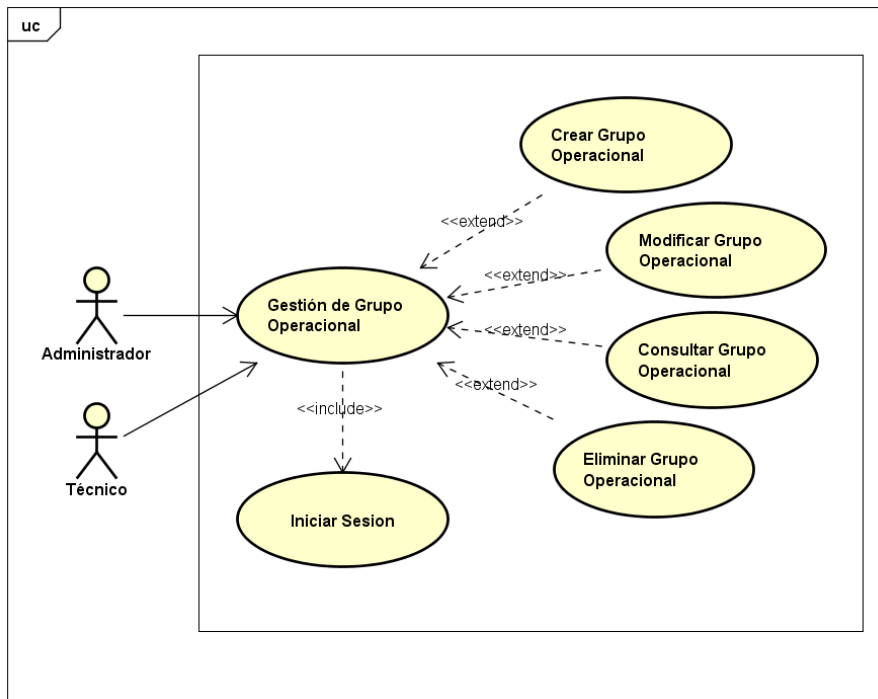 uc
Crear Grupo
Operacional
<<extend>>
Modificar Grupo
Operacional
<<extend>>
Gestión de Grupo
Operacional
<<extend>>
Consultar Grupo
Operacional
Administrador
<<extend>>
<<include>>
Eliminar Grupo
Operacional
Técnico
Iniciar Sesion